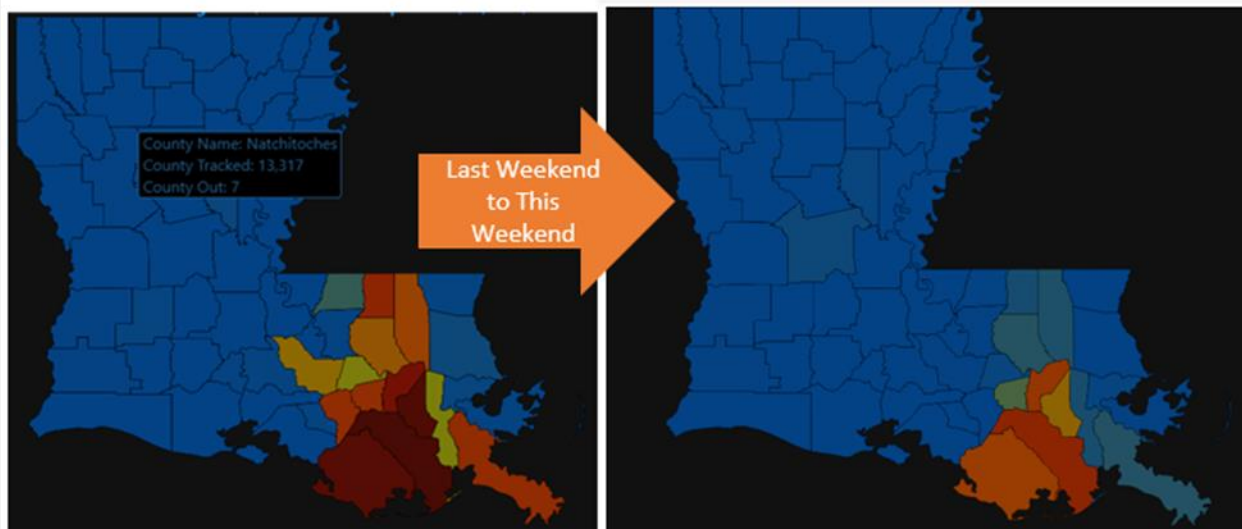 County Name: Natchitoches
County Tracked: 13,317
County Out: 7
Last Weekend
to This
Weekend